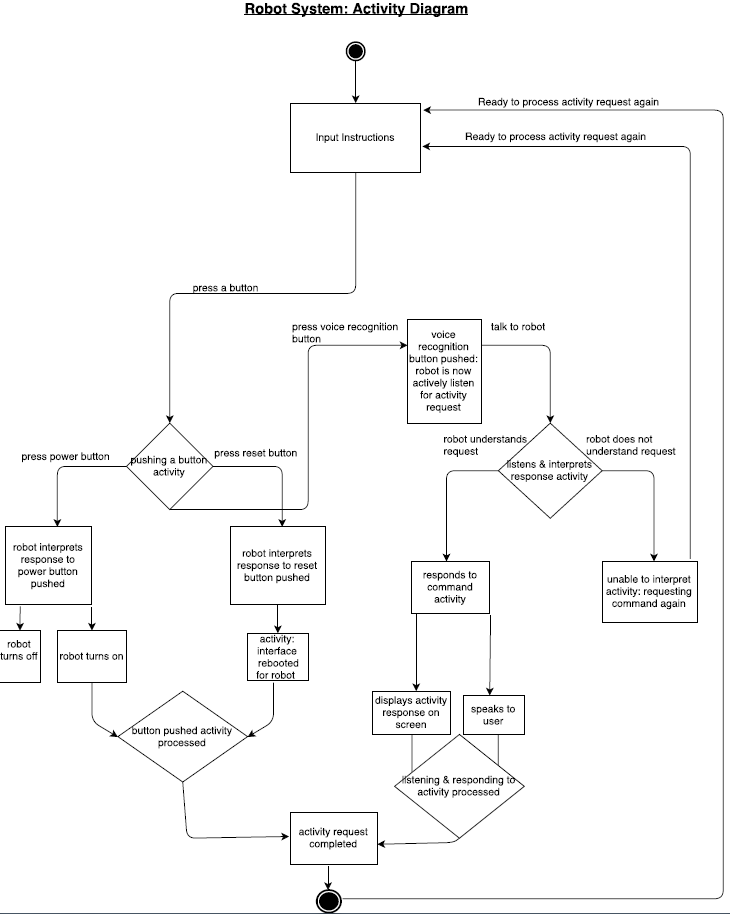 Robot System: Activity Diagram
Ready to process activity request again
Input Instructions
Ready to process activity request again
press a button
press voice recognition
button
voice
recognition
button pushed:
robot is now
actively listen
for activity
request
talk to robot
press power button
pushing a button
activity
press reset button
robot understands
request
listens & interprets
response activity
robot does not
understand request
robot interprets
response to
power button
pushed
robot interprets
response to reset
button pushed
responds to
command
activity
unable to interpret
activity: requesting
command again
robot
turns off
robot turns on
activity:
interface
rebooted
for robot
displays activity
response on
screen
speaks to
user
button pushed activity
processed
listening & responding to
activity processed
activity request
completed